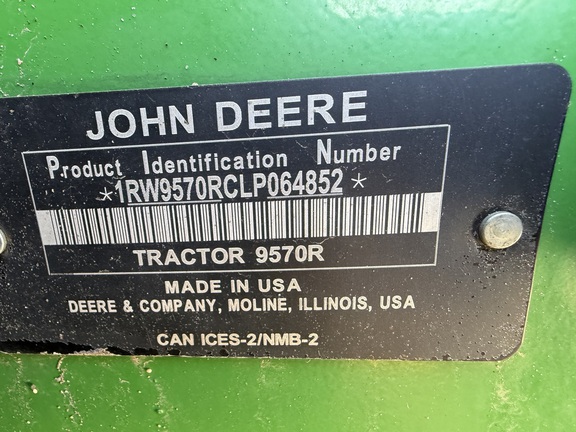 JOHN DEERE
Product Identification Number
*1RW9570RCLP064852*
TRACTOR 9570R
MADE IN USA
DEERE & COMPANY, MOLINE, ILLINOIS, USA
CAN ICES-2/NMB-2